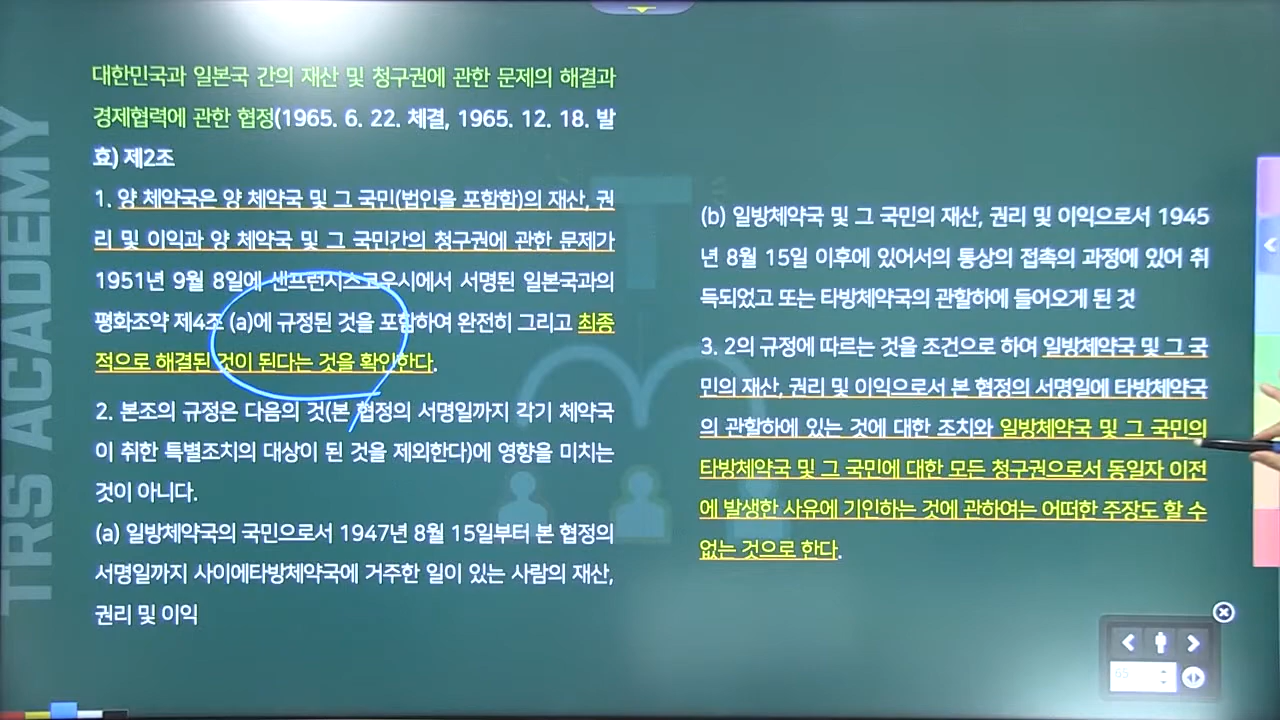 대한민국과 일본국 간의 재산 및 청구권에 관한 문제의 해결과
경제협력에 관한 협정(1965. 6. 22. 체결, 1965. 12. 18. 발
효) 제2조
1. 양 체약국은 양 체약국 및 그 국민(법인을 포함함)의 재산, 권
리 및 이익과 양 체약국 및 그 국민간의 청구권에 관한 문제가
1951년 9월 8일에 샌프런시스코우시에서 서명된 일본국과의
평화조약 제4조 (a)에 규정된 것을 포함하여 완전히 그리고 최종
적으로 해결된 것이 된다는 것을 확인한다.
2. 본조의 규정은 다음의 것(본 협정의 서명일까지 각기 체약국
이 취한 특별조치의 대상이 된 것을 제외한다)에 영향을 미치는
것이 아니다.
(a) 일방체약국의 국민으로서 1947년 8월 15일부터 본 협정의
서명일까지 사이에타방체약국에 거주한 일이 있는 사람의 재산,
권리 및 이익
(b) 일방체약국 및 그 국민의 재산, 권리 및 이익으로서 1945
년 8월 15일 이후에 있어서의 통상의 접촉의 과정에 있어 취
득되었고 또는 타방체약국의 관할하에 들어오게 된 것
3. 2의 규정에 따르는 것을 조건으로 하여 일방체약국 및 그 국
민의 재산, 권리 및 이익으로서 본 협정의 서명일에 타방체약국
의 관할하에 있는 것에 대한 조치와 일방체약국 및 그 국민의
타방체약국 및 그 국민에 대한 모든 청구권으로서 동일자 이전
에 발생한 사유에 기인하는 것에 관하여는 어떠한 주장도 할 수
없는 것으로 한다.
TRS ACADEMY
65